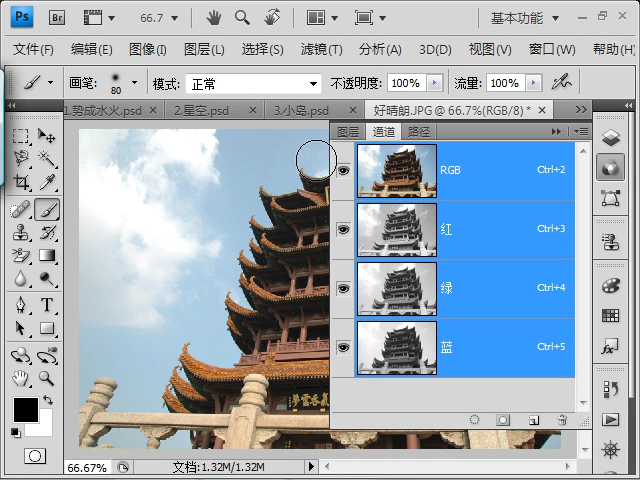 Ps Br 66.7 基本功能
文件(F) 编辑(E) 图像(I) 图层(L) 选择(S) 滤镜(T) 分析(A) 3D(D) 视图(V) 窗口(W) 帮助(H)
画笔: 80 模式: 正常 不透明度: 100% 流量: 100%
1.势成水火.psd 2.星空.psd 3.小岛.psd 好晴朗.JPG @ 66.7%(RGB/8) *
图层 通道 路径
RGB Ctrl+2
红 Ctrl+3
绿 Ctrl+4
蓝 Ctrl+5
氣吞雲夢
66.67% 文档:1.32M/1.32M